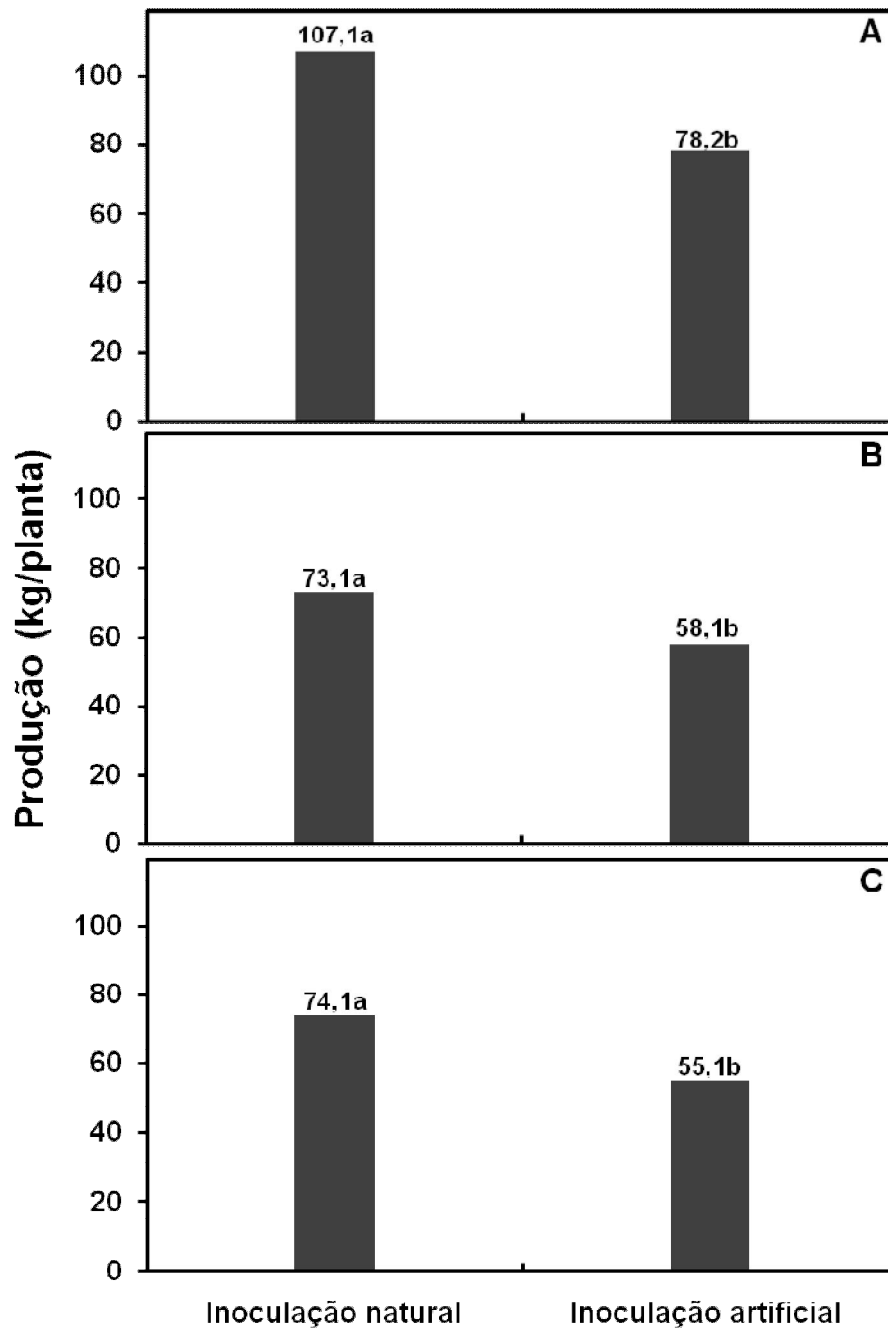 A
107,1a
78,2b
100
80
60
40
20
0
B
73,1a
58,1b
100
80
60
40
20
0
C
74,1a
55,1b
100
80
60
40
20
0
Produção (kg/planta)
Inoculação natural
Inoculação artificial